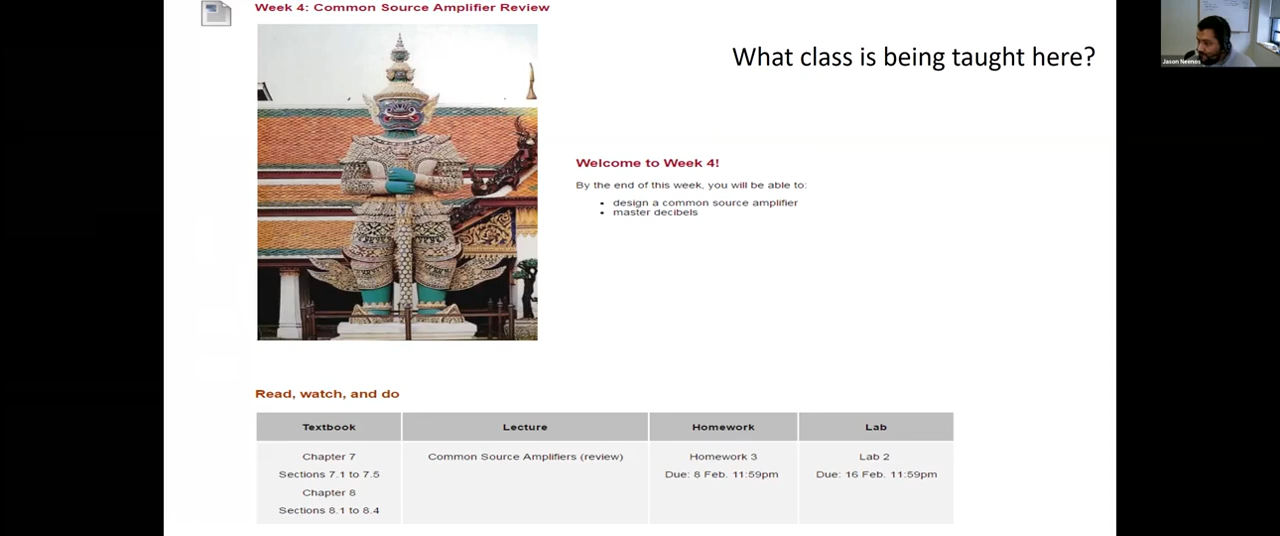 Week 4: Common Source Amplifier Review
What class is being taught here?
Jason Neimos
Welcome to Week 4!
By the end of this week, you will be able to:
• design a common source amplifier
• master decibels
Read, watch, and do
Textbook Lecture Homework Lab
Chapter 7 Common Source Amplifiers (review) Homework 3 Lab 2
Sections 7.1 to 7.5 Due: 8 Feb. 11:59pm Due: 16 Feb. 11:59pm
Chapter 8
Sections 8.1 to 8.4